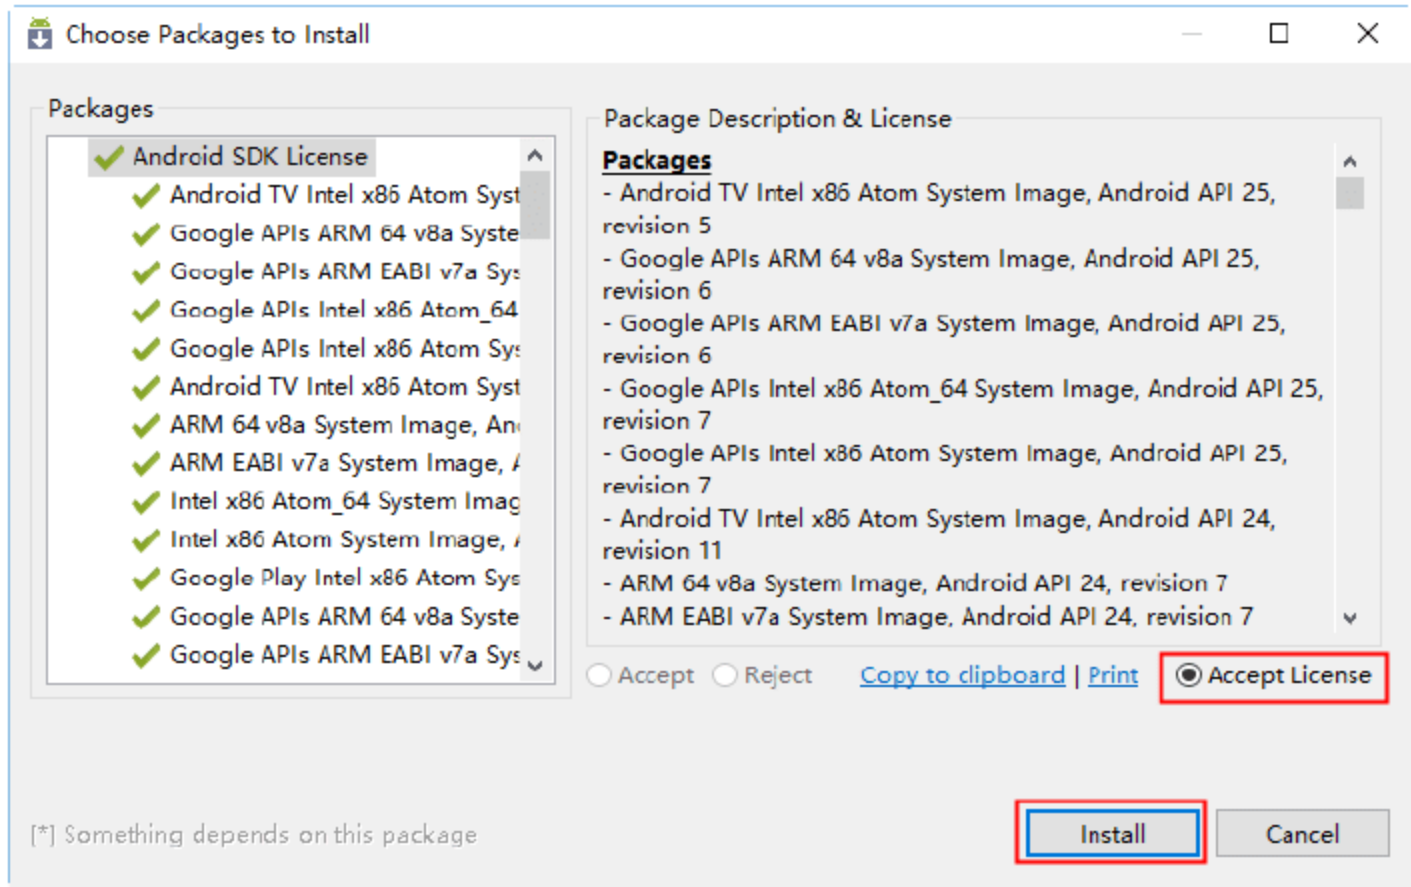 Choose Packages to Install
Packages
Android SDK License
Android TV Intel x86 Atom Syst
Google APIs ARM 64 v8a Syste
Google APIs ARM EABI v7a Sys
Google APIs Intel x86 Atom_64
Google APIs Intel x86 Atom Sys
Android TV Intel x86 Atom Syst
ARM 64 v8a System Image, An
ARM EABI v7a System Image, A
Intel x86 Atom_64 System Imag
Intel x86 Atom System Image, A
Google Play Intel x86 Atom Sys
Google APIs ARM 64 v8a Syste
Google APIs ARM EABI v7a Sys
Package Description & License
Packages
- Android TV Intel x86 Atom System Image, Android API 25,
revision 5
- Google APIs ARM 64 v8a System Image, Android API 25,
revision 6
- Google APIs ARM EABI v7a System Image, Android API 25,
revision 6
- Google APIs Intel x86 Atom_64 System Image, Android API 25,
revision 7
- Google APIs Intel x86 Atom System Image, Android API 25,
revision 7
- Android TV Intel x86 Atom System Image, Android API 24,
revision 11
- ARM 64 v8a System Image, Android API 24, revision 7
- ARM EABI v7a System Image, Android API 24, revision 7
Accept Reject Copy to clipboard | Print Accept License
[*] Something depends on this package
Install Cancel